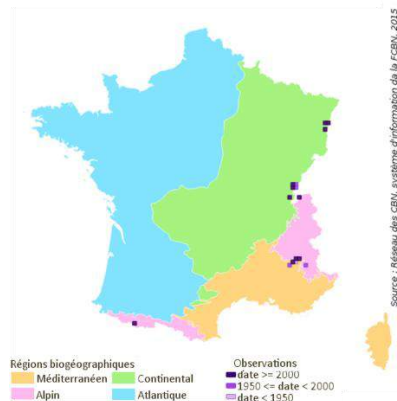 Source : Réseau des CBN, système d'information da la FCBN, 2015
Régions biogéographiques
Méditerranéen
Continental
Alpin
Atlantique
Observations
date >= 2000
1950 <= date < 2000
date < 1950